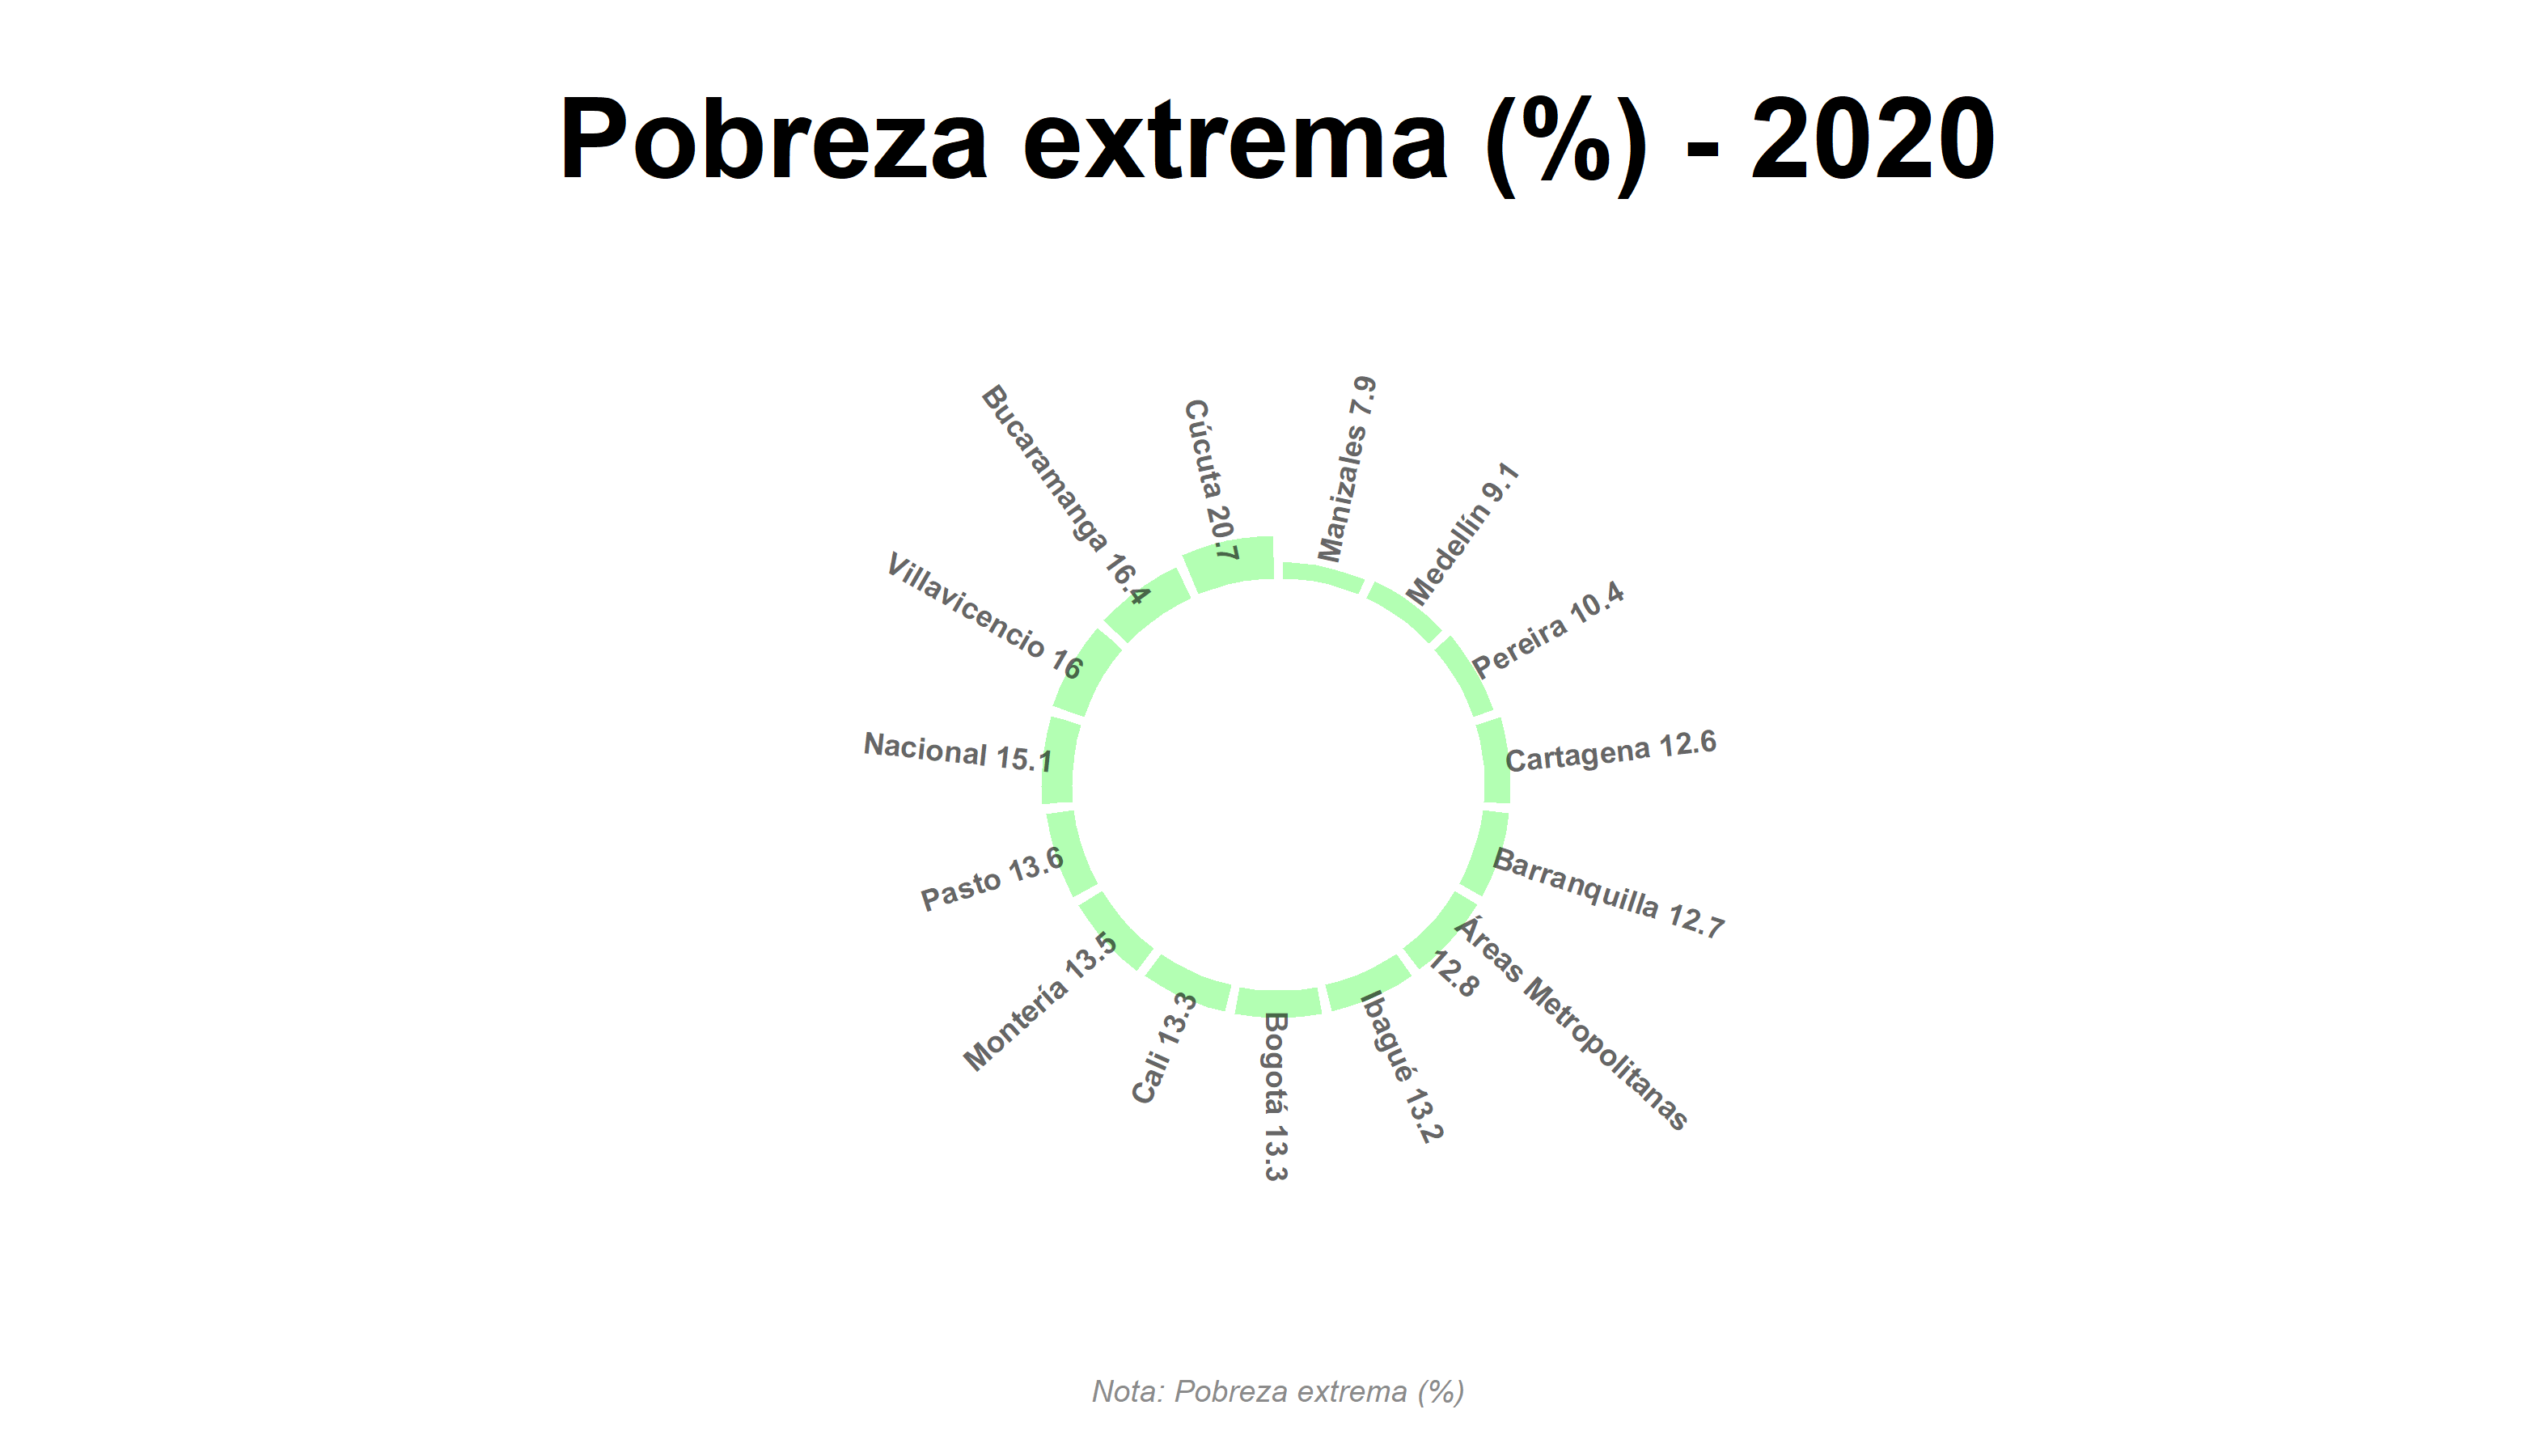 Pobreza extrema (%) - 2020
Manizales 7.9
Medellín 9.1
Pereira 10.4
Cartagena 12.6
Barranquilla 12.7
Áreas Metropolitanas
12.8
Ibagué 13.2
Bogotá 13.3
Cali 13.3
Montería 13.5
Pasto 13.6
Nacional 15.1
Villavicencio 16
Bucaramanga 16.4
Cúcuta 20.7
Nota: Pobreza extrema (%)